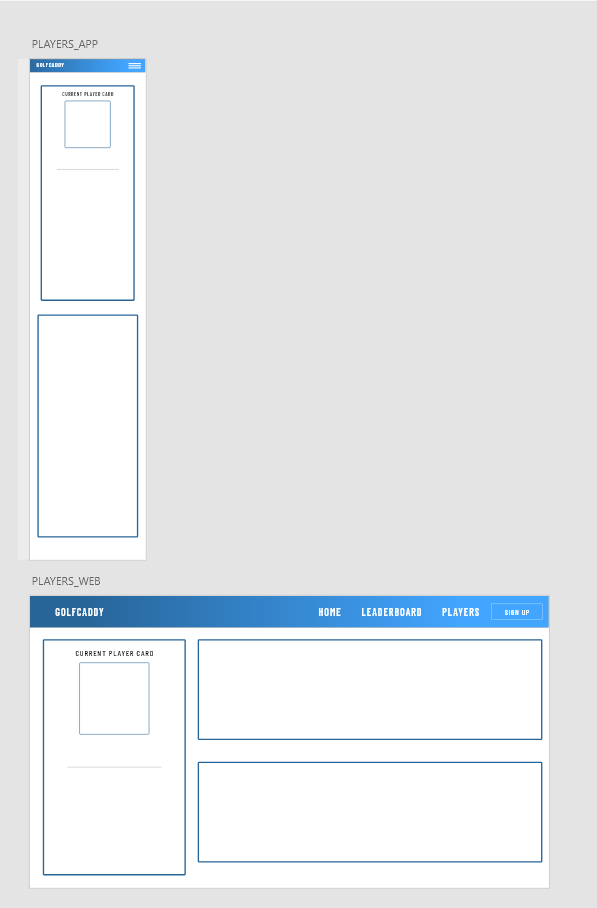 PLAYERS_APP
GOLFCADDY
CURRENT PLAYER CARD
PLAYERS_WEB
GOLFCADDY HOME LEADERBOARD PLAYERS SIGN UP
CURRENT PLAYER CARD